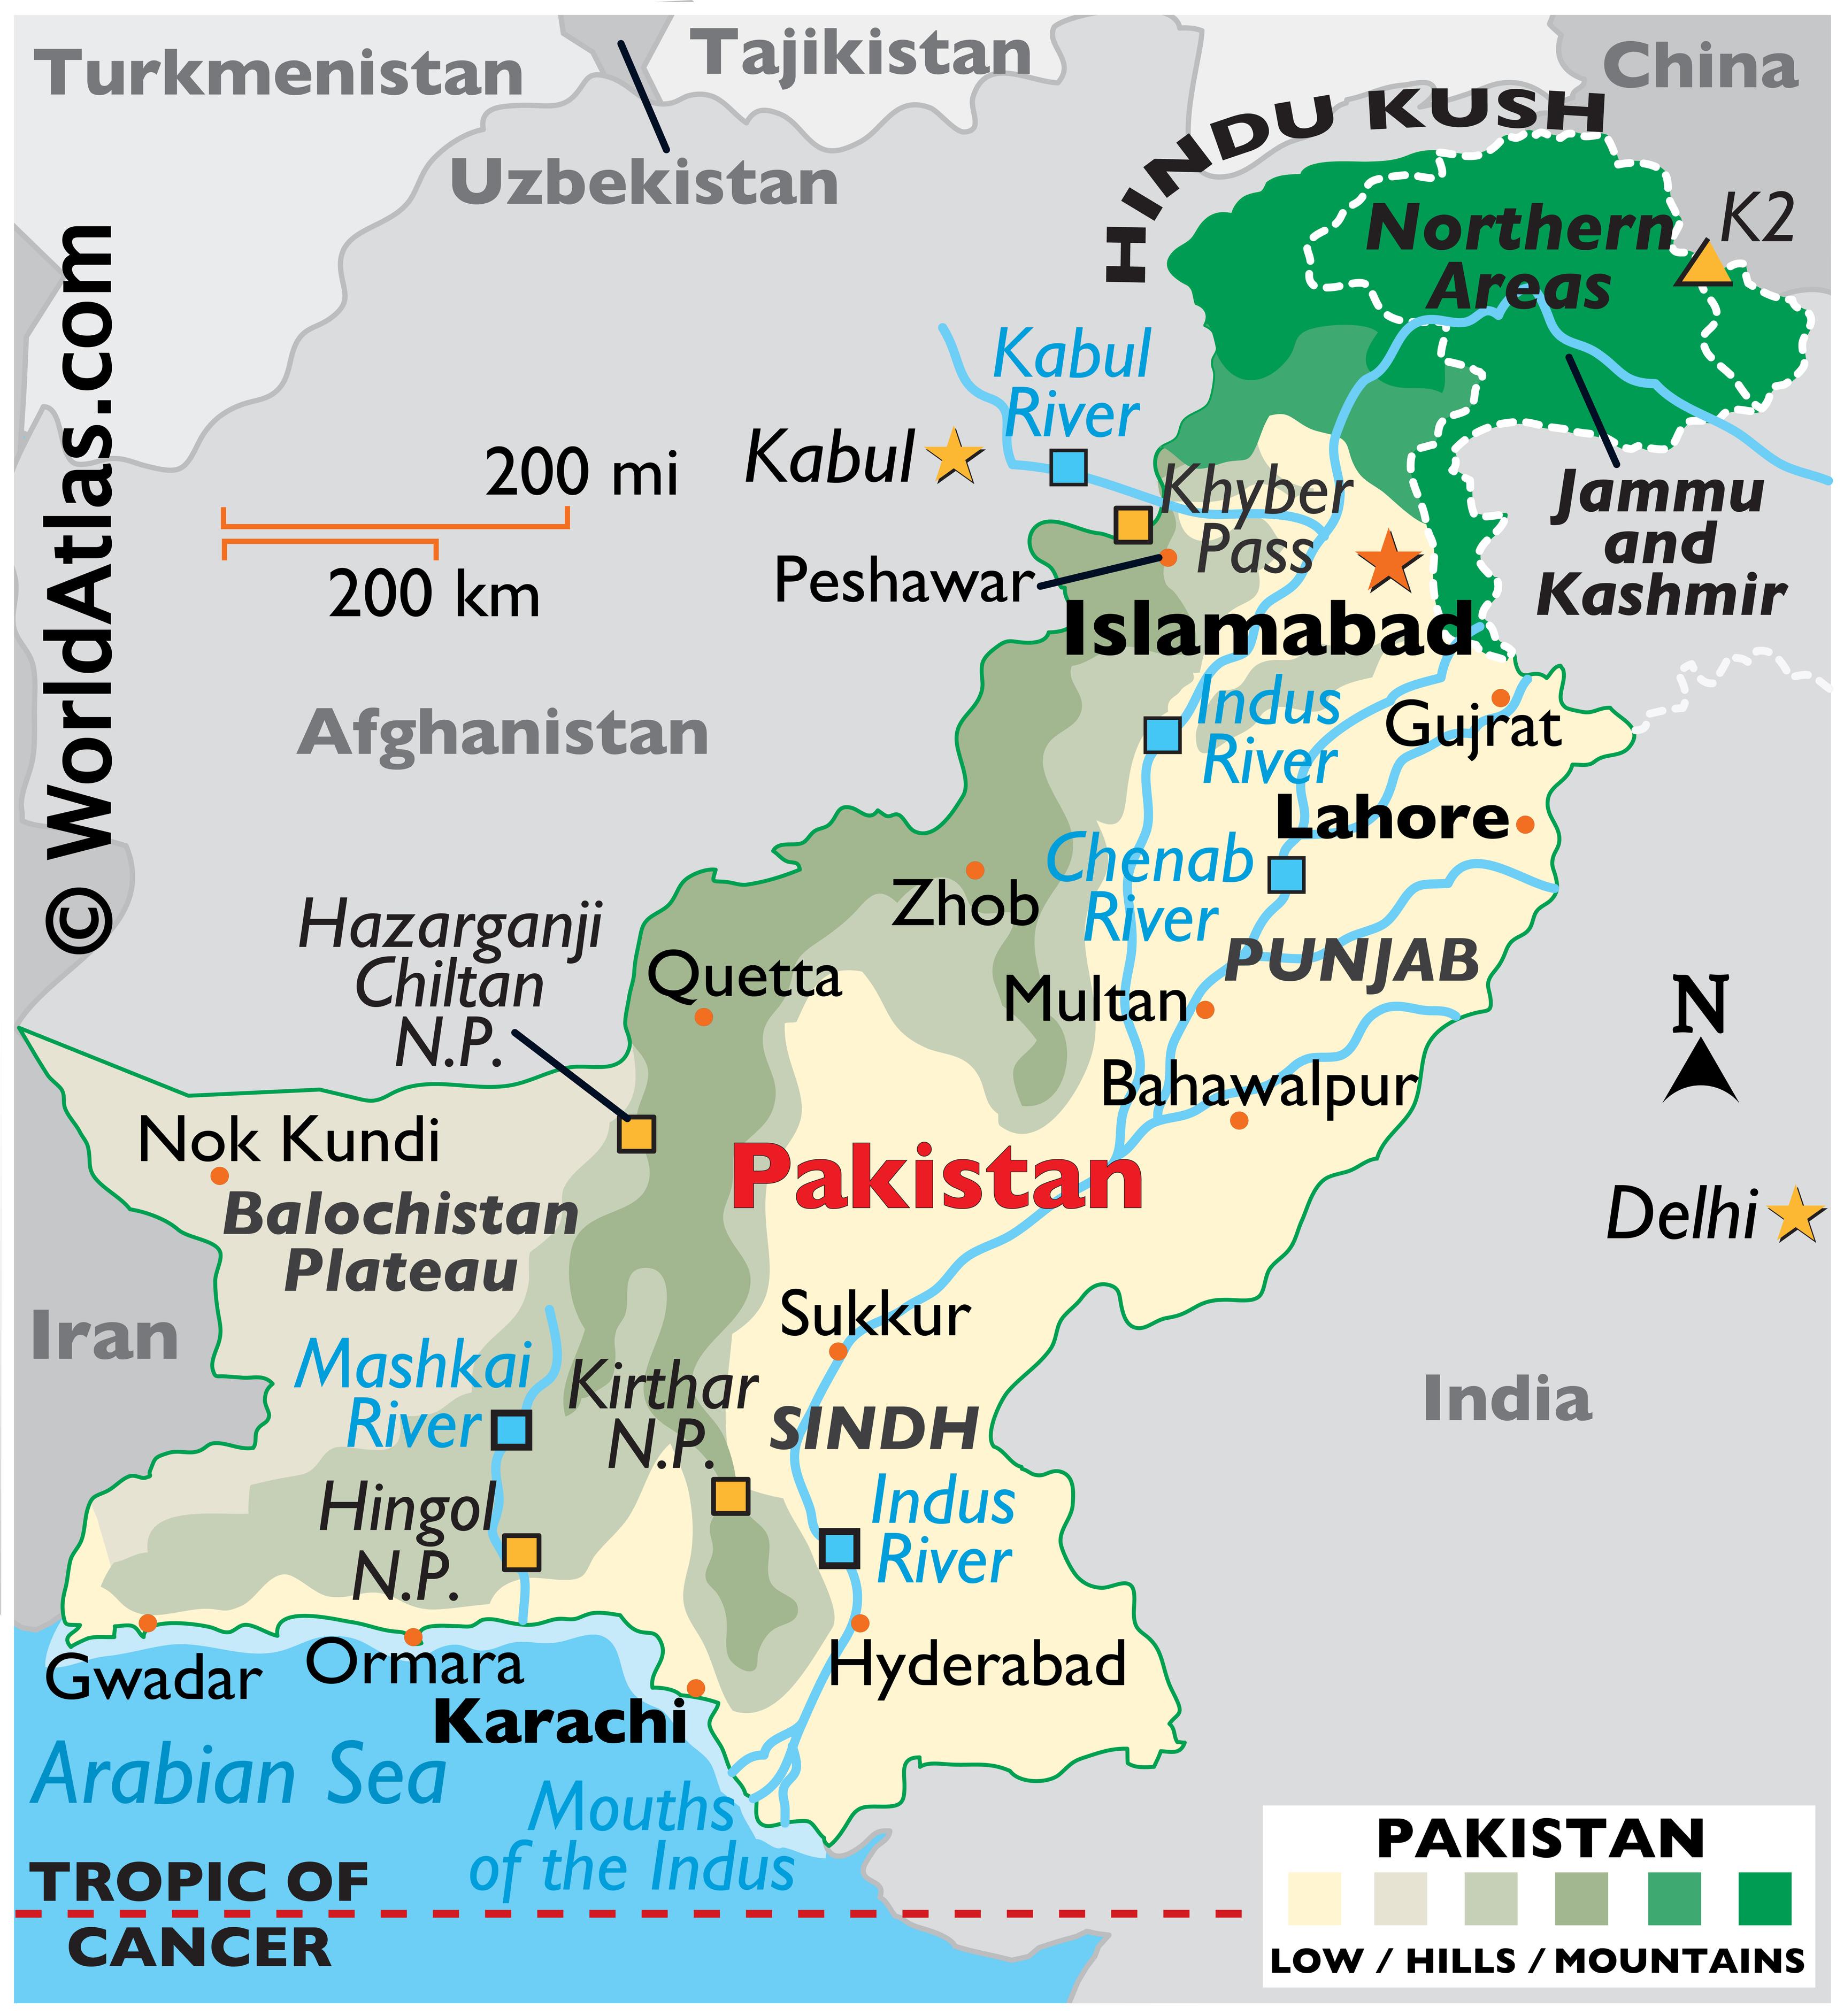 Turkmenistan
Tajikistan
China
Uzbekistan
HINDU KUSH
Northern
Areas
K2
© WorldAtlas.com
Kabul
River
200 mi
200 km
Kabul
Khyber
Pass
Peshawar
Jammu
and
Kashmir
Islamabad
Afghanistan
Indus
River
Gujrat
Lahore
Chenab
River
Zhob
Hazarganji
Chiltan
N.P.
Quetta
PUNJAB
Multan
N
Bahawalpur
Nok Kundi
Pakistan
Balochistan
Plateau
Delhi
Iran
Sukkur
Mashkai
River
Kirthar
N.P.
SINDH
India
Hingol
N.P.
Indus
River
Gwadar
Ormara
Hyderabad
Karachi
Arabian Sea
Mouths
of the Indus
TROPIC OF
CANCER
PAKISTAN
LOW / HILLS / MOUNTAINS